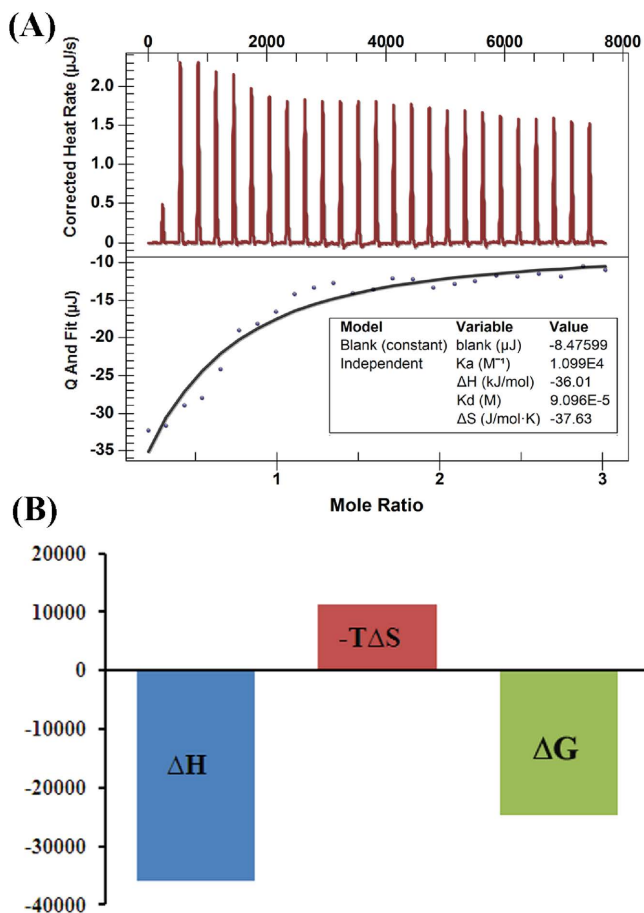 (A)
0 2000 4000 6000 8000
Corrected Heat Rate (µJ/s)
2.0
1.5
1.0
0.5
0
Q And Fit (µJ)
-10
-15
-20
-25
-30
-35
Model Variable Value
Blank (constant) blank (µJ) -8.47599
Independent Ka (M⁻¹) 1.099E4
ΔH (kJ/mol) -36.01
Kd (M) 9.096E-5
ΔS (J/mol·K) -37.63
1 2 3
Mole Ratio
(B)
20000
10000
0
-10000
-20000
-30000
-40000
-TΔS
ΔH
ΔG